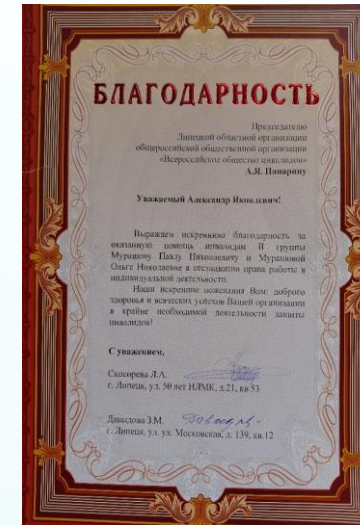 БЛАГОДАРНОСТЬ
Председателю
Липецкой областной организации
общероссийской общественной организации
«Всероссийское общество инвалидов»
А.Я. Попарину
Уважаемый Александр Яковлевич!
Выражаем искреннюю благодарность за
оказанную помощь инвалидам II группы
Мурашову Павлу Николаевичу и Мурашовой
Ольге Николаевне в отстаивании права работы в
индивидуальной деятельности.
Наши искренние пожелания Вам: доброго
здоровья и всяческих успехов Вашей организации
в крайне необходимой деятельности защиты
инвалидов!
С уважением,
Скосорева Л.А.
г. Липецк, ул. 50 лет НЛМК, д.21, кв 53
Давыдова З.М.
г. Липецк, ул. ул. Московская, д. 139, кв.12